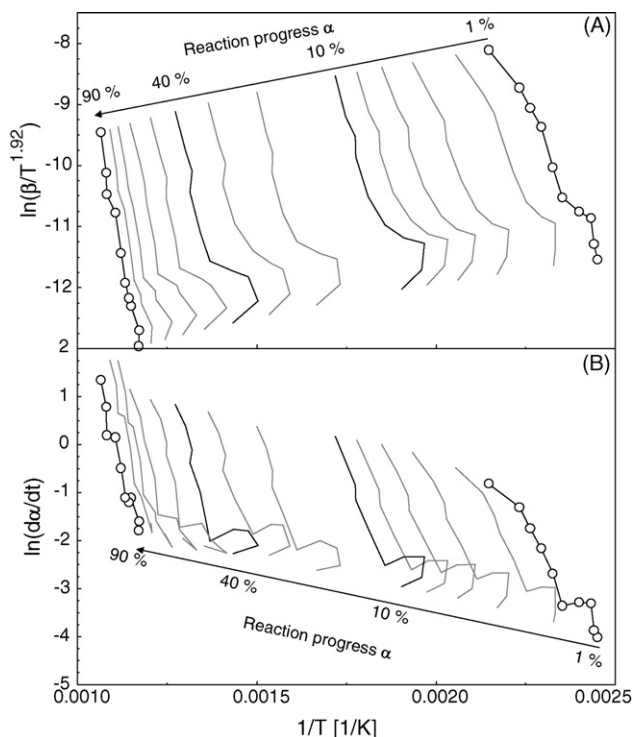 (A)
Reaction progress α
1 %
10 %
40 %
90 %
-8
-9
-10
-11
-12
ln(β/T^1.92)
2
(B)
1
0
-1
-2
-3
-4
-5
ln(dα/dt)
90 %
40 %
10 %
Reaction progress α
1 %
0.0010 0.0015 0.0020 0.0025
1/T [1/K]